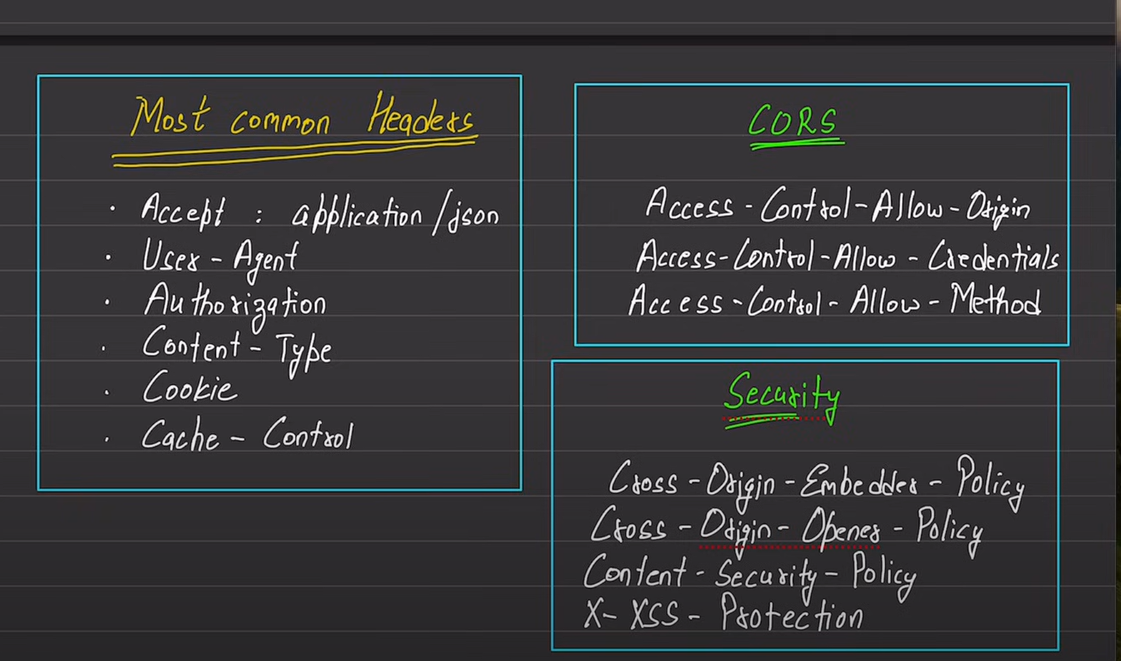 Most common Headers
· Accept : application/json
· User-Agent
· Authorization
· Content-Type
· Cookie
· Cache-Control
CORS
Access-Control-Allow-Origin
Access-Control-Allow-Credentials
Access-Control-Allow-Method
Security
Cross-Origin-Embedder-Policy
Cross-Origin-Opener-Policy
Content-Security-Policy
X-XSS-Protection